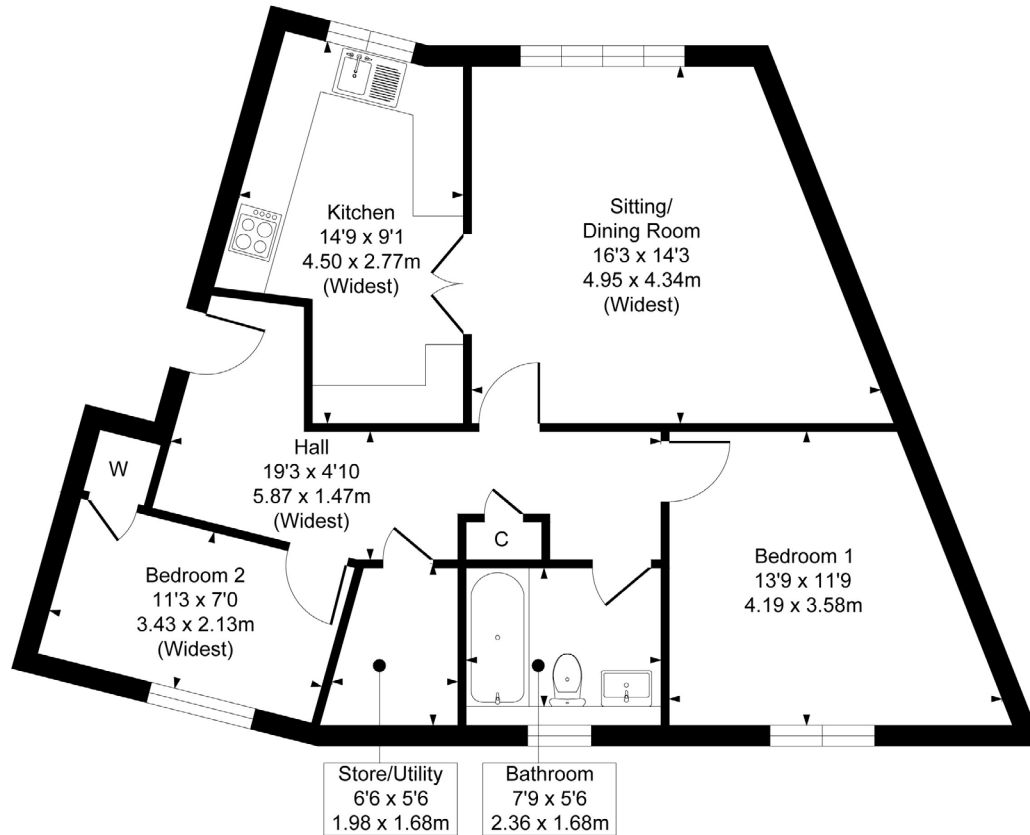 Kitchen
14'9 x 9'1
4.50 x 2.77m
(Widest)
Sitting/
Dining Room
16'3 x 14'3
4.95 x 4.34m
(Widest)
W
Hall
19'3 x 4'10
5.87 x 1.47m
(Widest)
C
Bedroom 1
13'9 x 11'9
4.19 x 3.58m
Bedroom 2
11'3 x 7'0
3.43 x 2.13m
(Widest)
Store/Utility
6'6 x 5'6
1.98 x 1.68m
Bathroom
7'9 x 5'6
2.36 x 1.68m